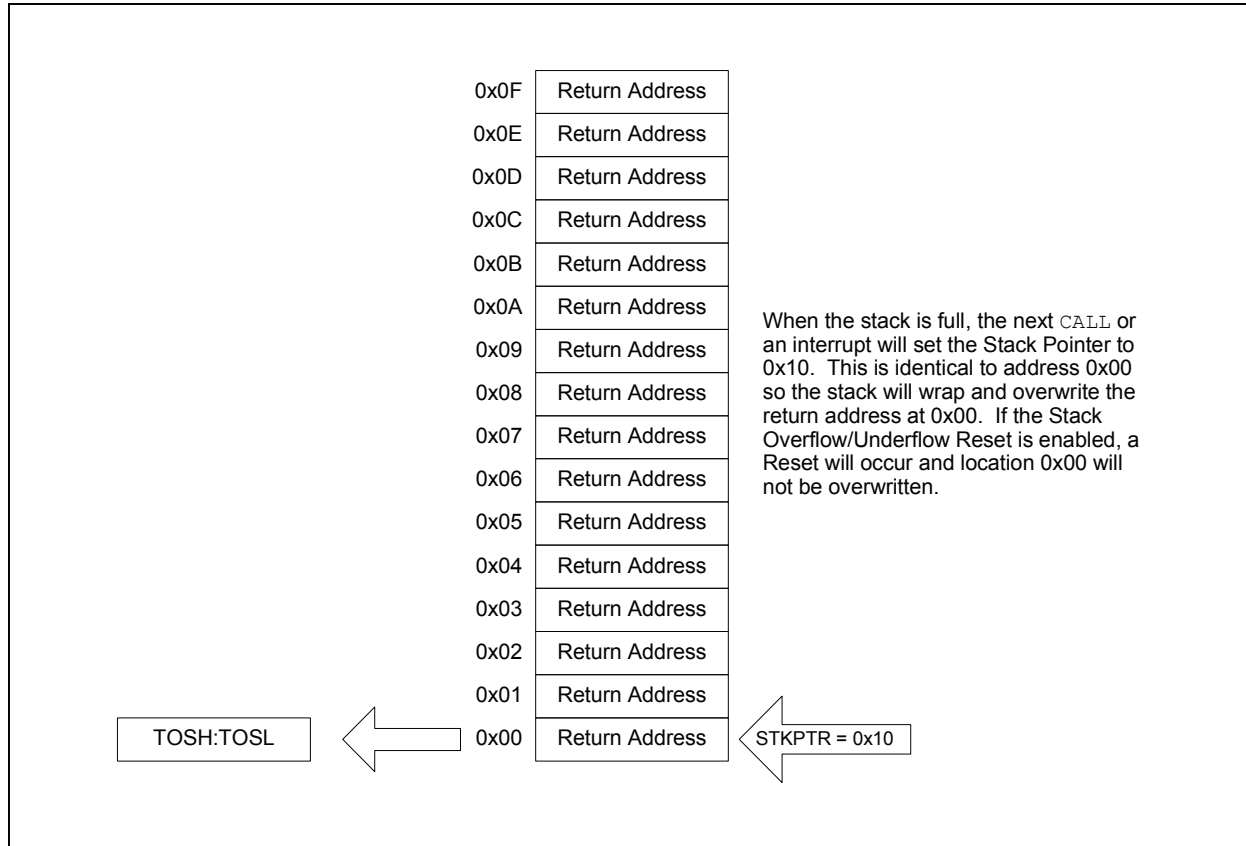 0x0F Return Address
0x0E Return Address
0x0D Return Address
0x0C Return Address
0x0B Return Address
0x0A Return Address
0x09 Return Address
0x08 Return Address
0x07 Return Address
0x06 Return Address
0x05 Return Address
0x04 Return Address
0x03 Return Address
0x02 Return Address
0x01 Return Address
TOSH:TOSL 0x00 Return Address STKPTR = 0x10
When the stack is full, the next CALL or
an interrupt will set the Stack Pointer to
0x10. This is identical to address 0x00
so the stack will wrap and overwrite the
return address at 0x00. If the Stack
Overflow/Underflow Reset is enabled, a
Reset will occur and location 0x00 will
not be overwritten.